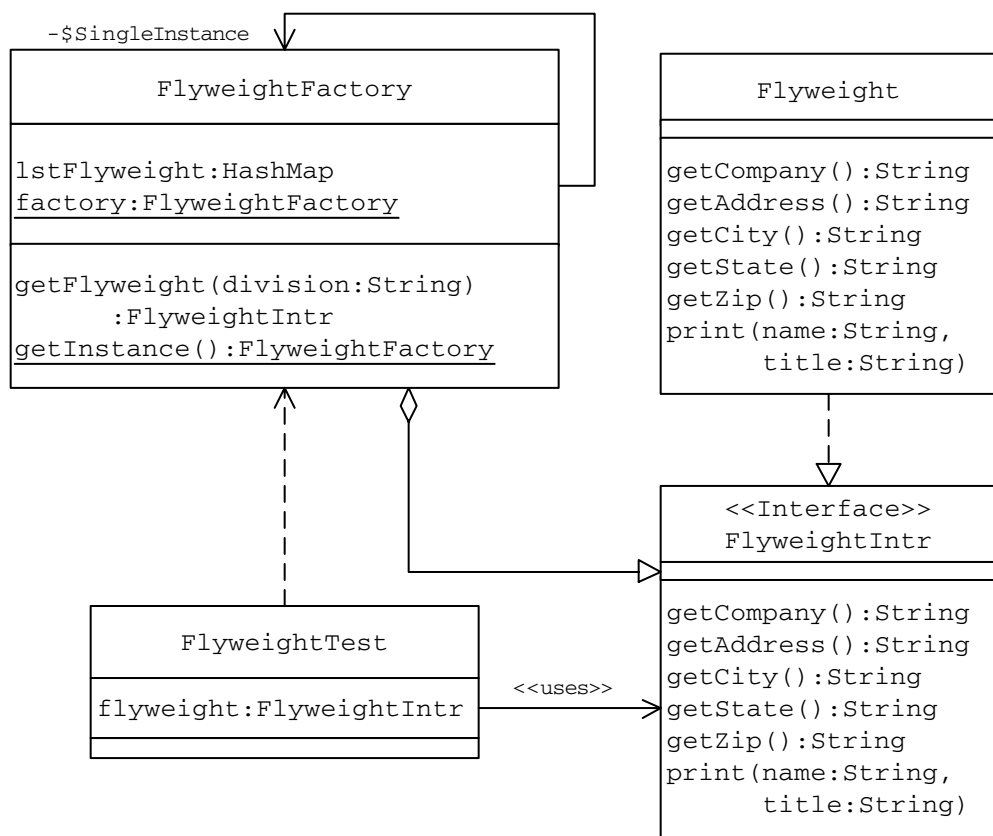 -$SingleInstance
FlyweightFactory
lstFlyweight:HashMap
factory:FlyweightFactory
getFlyweight(division:String)
:FlyweightIntr
getInstance():FlyweightFactory
Flyweight
getCompany():String
getAddress():String
getCity():String
getState():String
getZip():String
print(name:String,
title:String)
<<Interface>>
FlyweightIntr
getCompany():String
getAddress():String
getCity():String
getState():String
getZip():String
print(name:String,
title:String)
FlyweightTest
flyweight:FlyweightIntr
<<uses>>